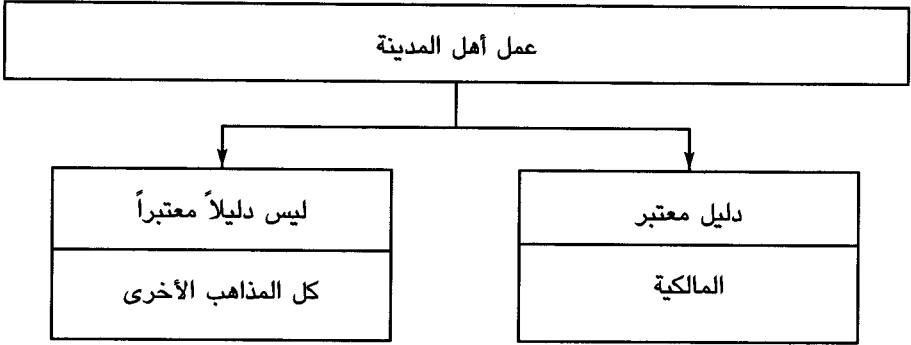 عمل أهل المدينة
دليل معتبر
المالكية
ليس دليلاً معتبراً
كل المذاهب الأخرى